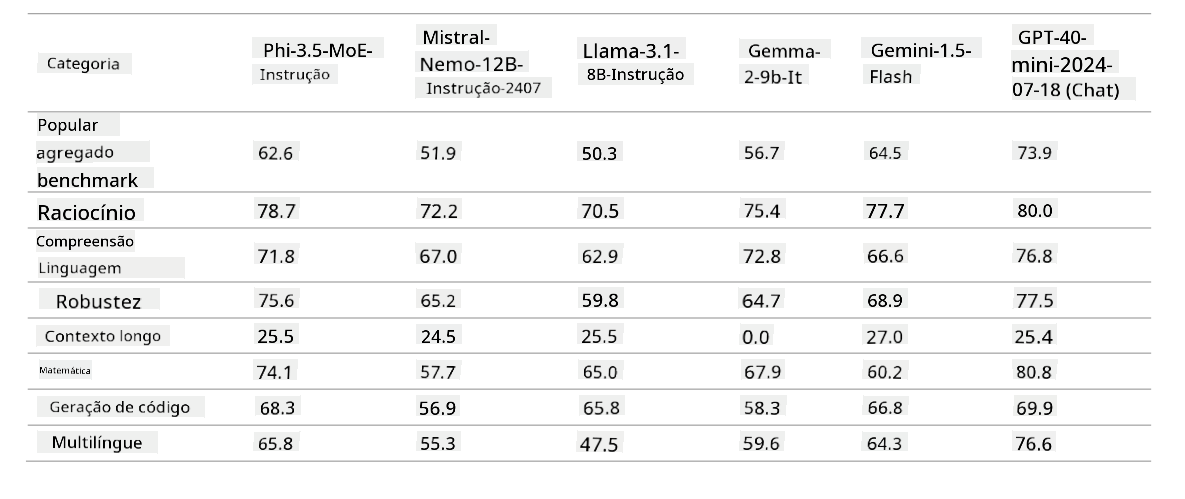 Categoria
Phi-3.5-MoE-
Instrução
Mistral-
Nemo-12B-
Instrução-2407
Llama-3.1-
8B-Instrução
Gemma-
2-9b-It
Gemini-1.5-
Flash
GPT-40-
mini-2024-
07-18 (Chat)
Popular
agregado
benchmark
62.6 51.9 50.3 56.7 64.5 73.9
Raciocínio 78.7 72.2 70.5 75.4 77.7 80.0
Compreensão
Linguagem
71.8 67.0 62.9 72.8 66.6 76.8
Robustez 75.6 65.2 59.8 64.7 68.9 77.5
Contexto longo 25.5 24.5 25.5 0.0 27.0 25.4
Matemática 74.1 57.7 65.0 67.9 60.2 80.8
Geração de código 68.3 56.9 65.8 58.3 66.8 69.9
Multilíngue 65.8 55.3 47.5 59.6 64.3 76.6